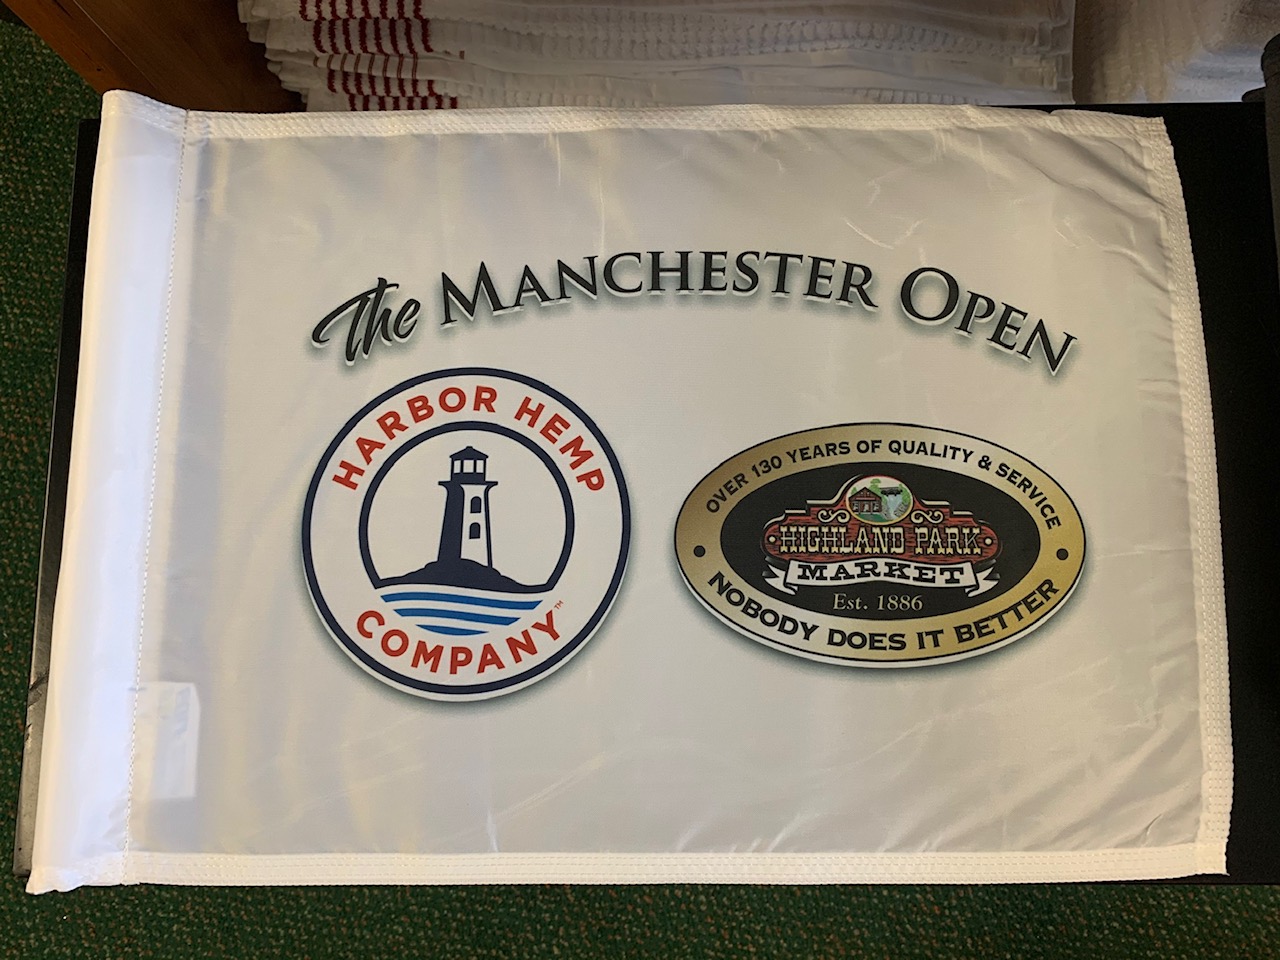 The MANCHESTER OPEN
HARBOR HEMP
COMPANY™
OVER 130 YEARS OF QUALITY & SERVICE
HIGHLAND PARK
MARKET
Est. 1886
NOBODY DOES IT BETTER